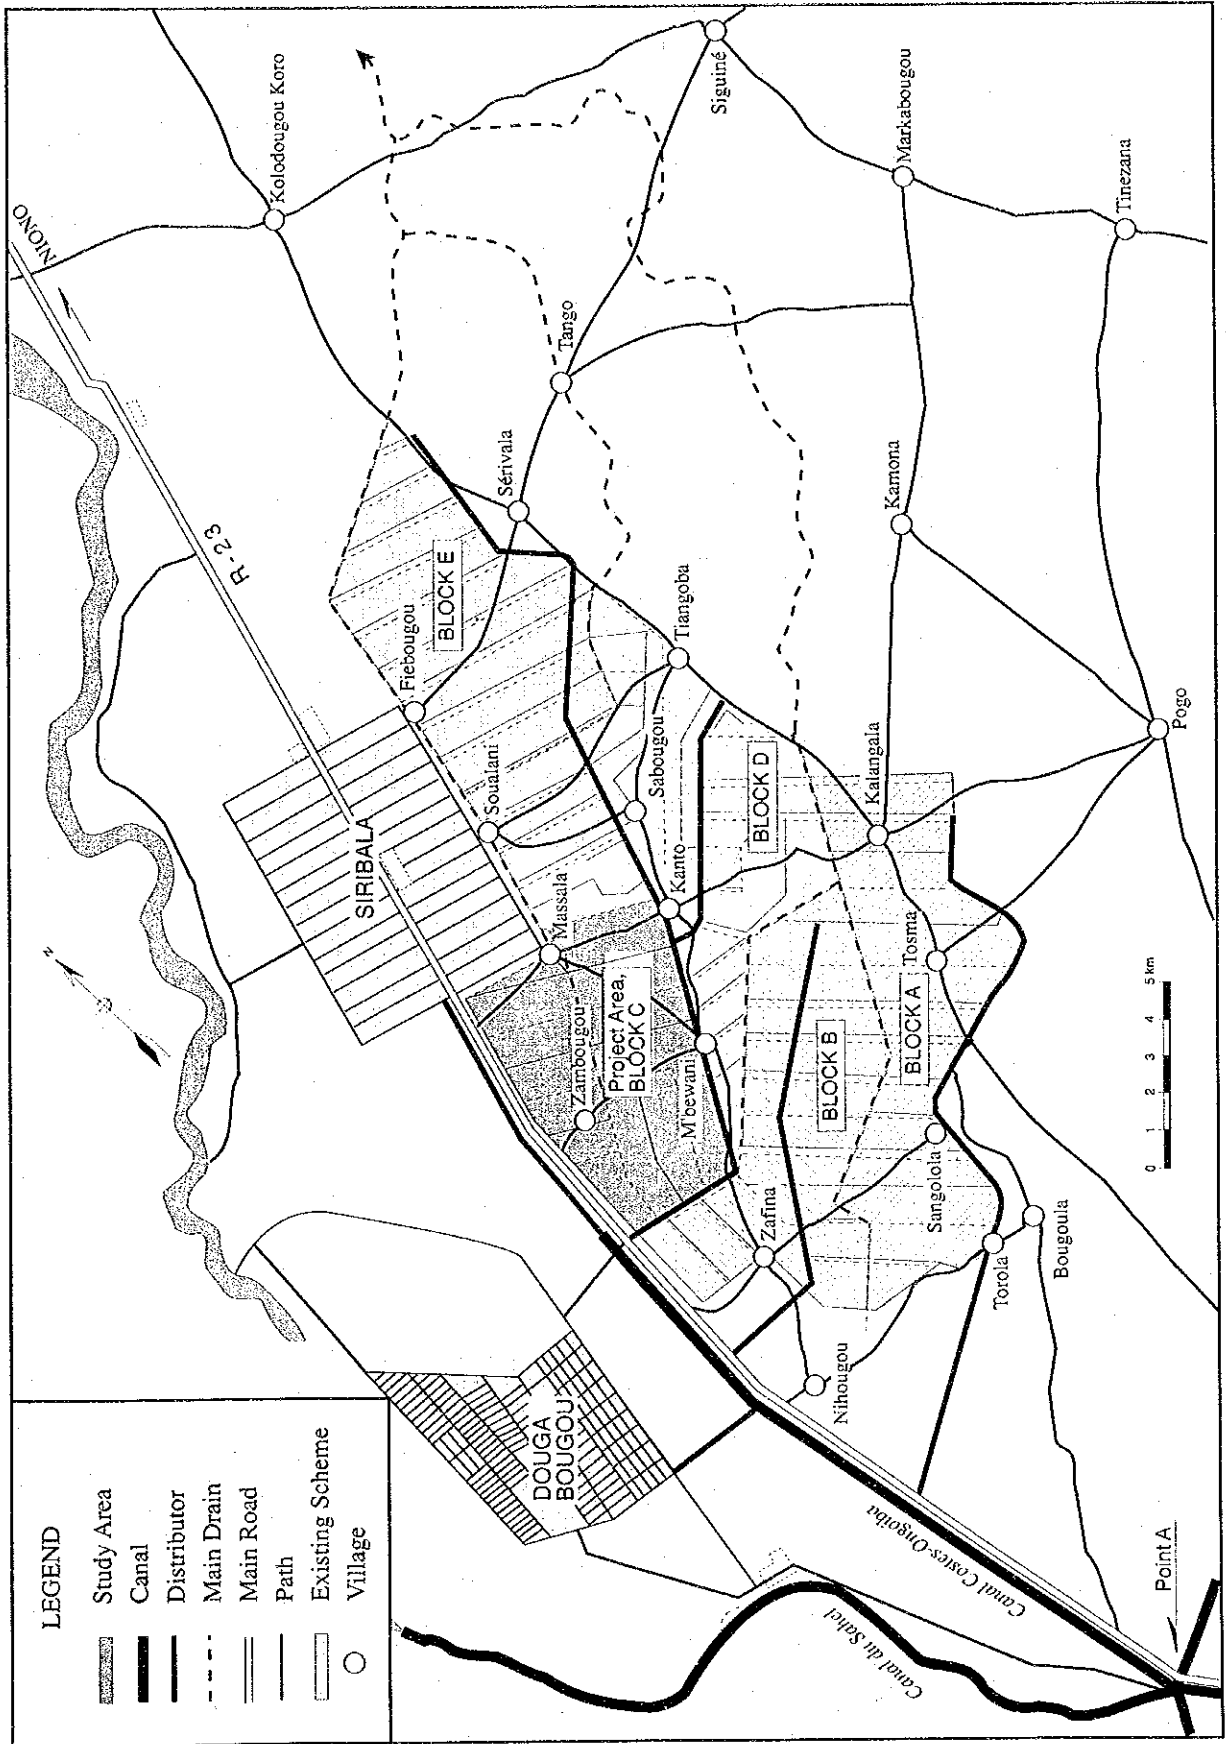 LEGEND
Study Area
Canal
Distributor
Main Drain
Main Road
Path
Existing Scheme
Village
NIONO
R-23
Kolodougou Koro
Siguiné
Markabougou
Tinezana
Tango
Sérivala
Kamona
BLOCK E
Fiebougou
Tiangoba
Pogo
Soualani
Sabougou
BLOCK D
Kalangala
SIRIBALA
Massala
Kanto
Tosma
N
Zambougou
Project Area,
BLOCK C
M'bewani
BLOCK B
BLOCK A
Sangolola
Zafina
Torola
Bougoula
Nihougou
DOUGA
BOUGOU
Canal Costes-Ongoiba
Canal du Sahel
Point A
0 1 2 3 4 5 km